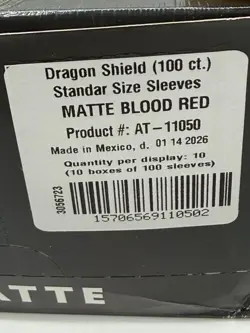 Dragon Shield (100 ct.)
Standar Size Sleeves
MATTE BLOOD RED
Product #: AT-11050
Made in Mexico, d. 01 14 2026
Quantity per display: 10
(10 boxes of 100 sleeves)
3056723
15706569110502
ATTE